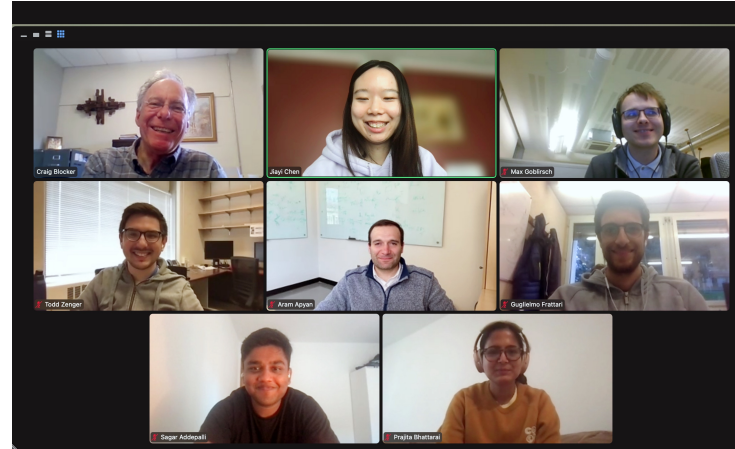 Craig Blocker
Jiayi Chen
Max Goblirsch
Todd Zenger
Aram Apyan
Guglielmo Frattari
Sagar Addepalli
Prajita Bhattarai